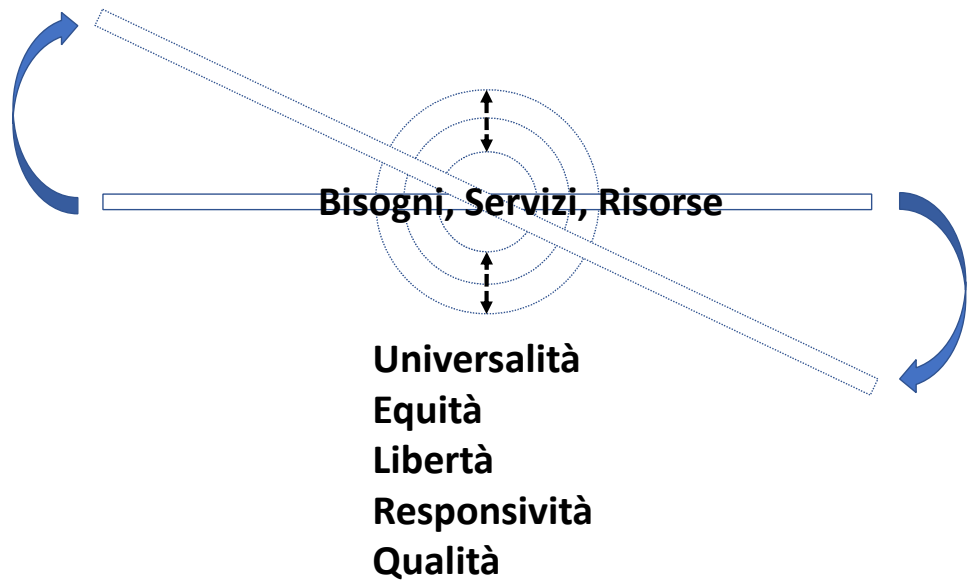 Bisogni, Servizi, Risorse
Universalità
Equità
Libertà
Responsività
Qualità